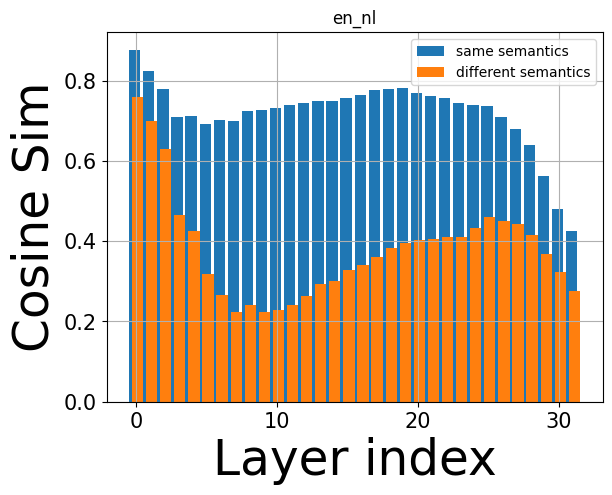 en_nl
same semantics
different semantics
Cosine Sim
0.8
0.6
0.4
0.2
0.0
0
10
20
30
Layer index